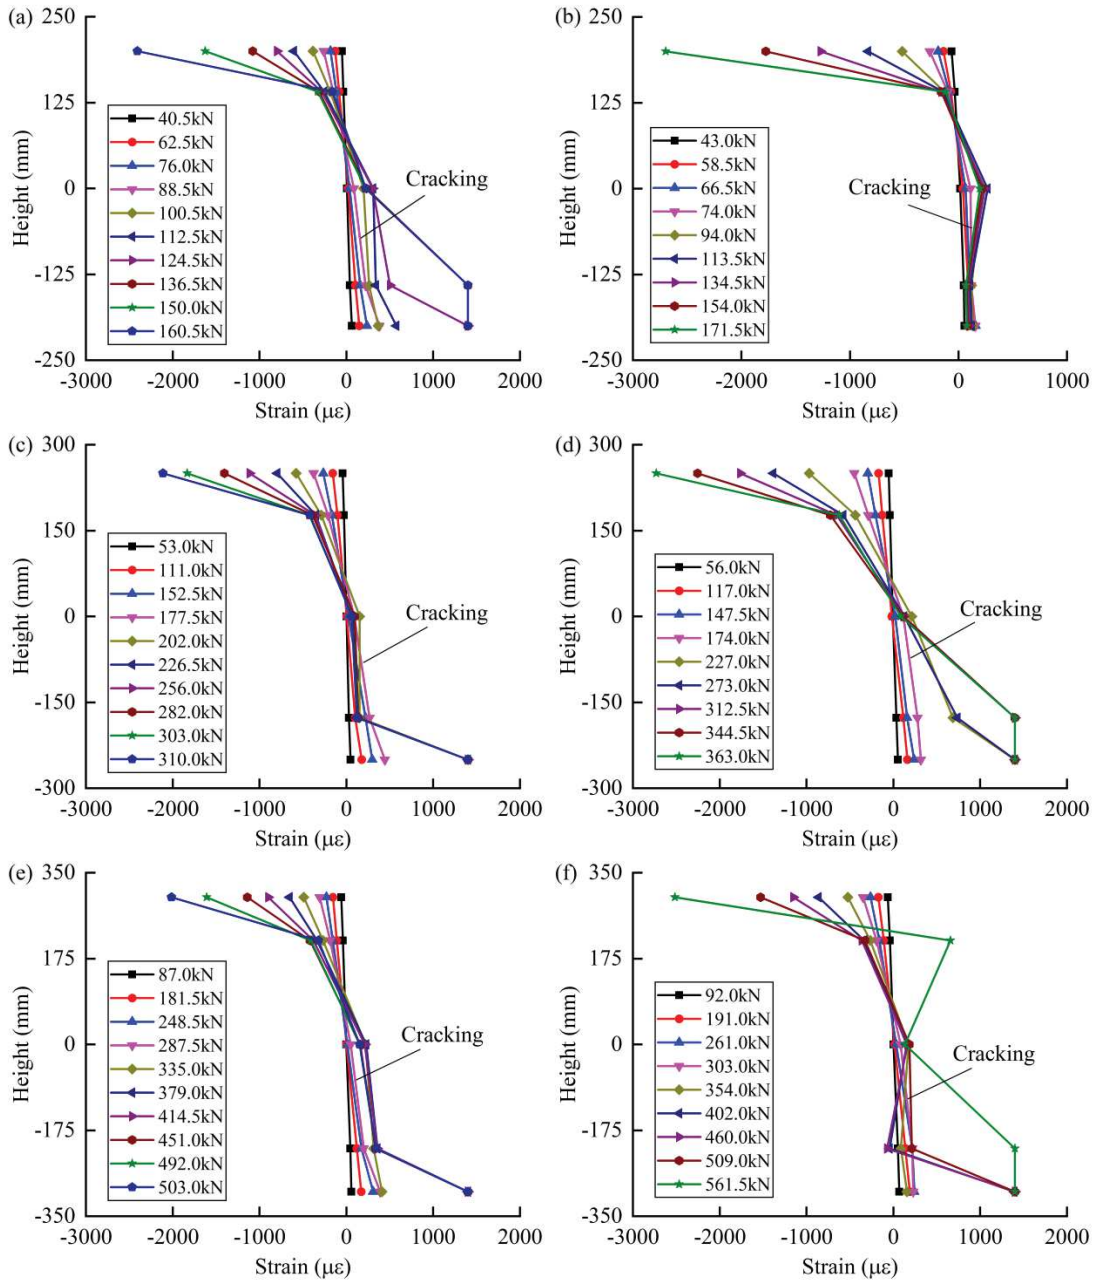 (a)
250
125
0
-125
-250
Height (mm)
40.5kN
62.5kN
76.0kN
88.5kN
100.5kN
112.5kN
124.5kN
136.5kN
150.0kN
160.5kN
Cracking
-3000 -2000 -1000 0 1000 2000
Strain (με)
(b)
250
125
0
-125
-250
Height (mm)
43.0kN
58.5kN
66.5kN
74.0kN
94.0kN
113.5kN
134.5kN
154.0kN
171.5kN
Cracking
-3000 -2000 -1000 0 1000
Strain (με)
(c)
300
150
0
-150
-300
Height (mm)
53.0kN
111.0kN
152.5kN
177.5kN
202.0kN
226.5kN
256.0kN
282.0kN
303.0kN
310.0kN
Cracking
-3000 -2000 -1000 0 1000 2000
Strain (με)
(d)
300
150
0
-150
-300
Height (mm)
56.0kN
117.0kN
147.5kN
174.0kN
227.0kN
273.0kN
312.5kN
344.5kN
363.0kN
Cracking
-3000 -2000 -1000 0 1000 2000
Strain (με)
(e)
350
175
0
-175
-350
Height (mm)
87.0kN
181.5kN
248.5kN
287.5kN
335.0kN
379.0kN
414.5kN
451.0kN
492.0kN
503.0kN
Cracking
-3000 -2000 -1000 0 1000 2000
Strain (με)
(f)
350
175
0
-175
-350
Height (mm)
92.0kN
191.0kN
261.0kN
303.0kN
354.0kN
402.0kN
460.0kN
509.0kN
561.5kN
Cracking
-3000 -2000 -1000 0 1000 2000
Strain (με)